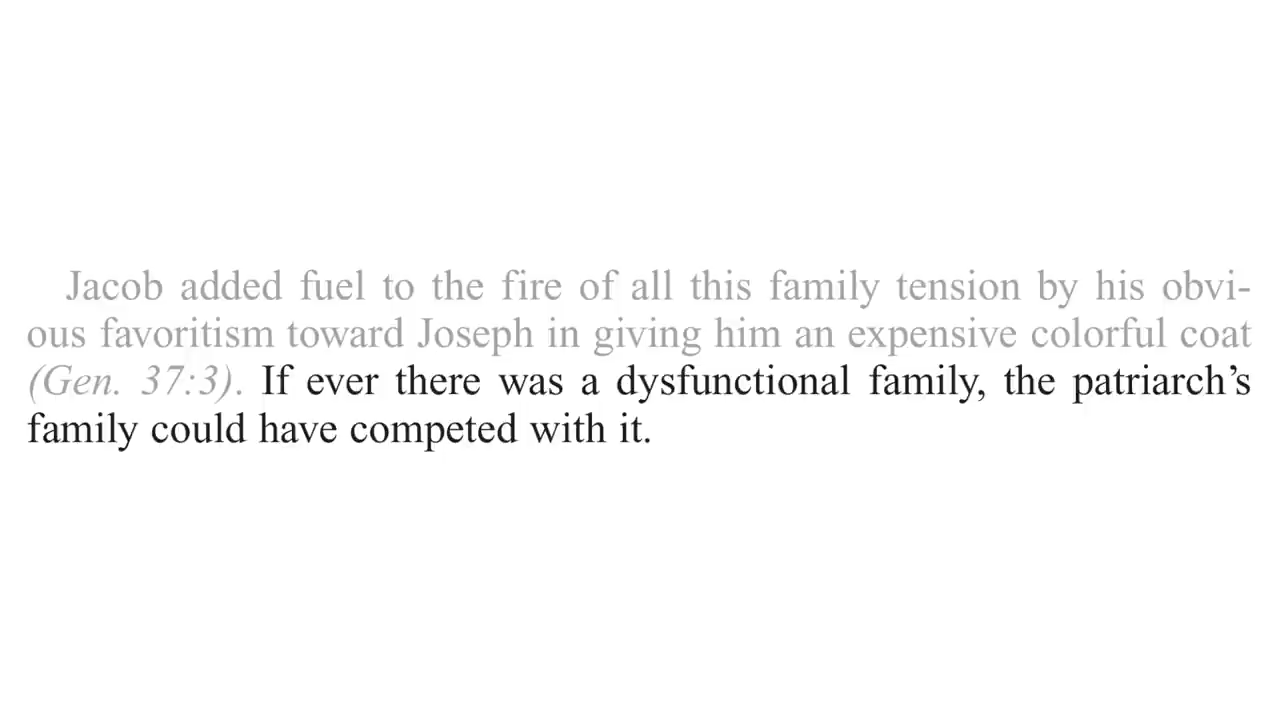 Jacob added fuel to the fire of all this family tension by his obvi-
ous favoritism toward Joseph in giving him an expensive colorful coat
(Gen. 37:3). If ever there was a dysfunctional family, the patriarch’s
family could have competed with it.